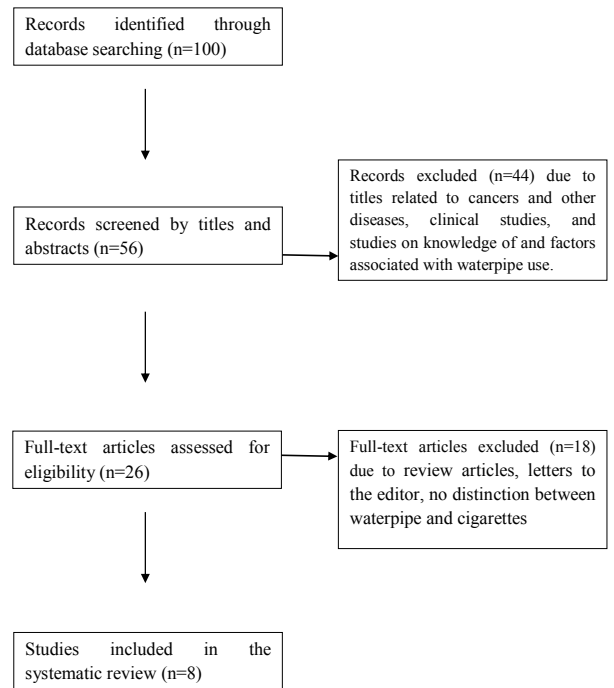 Records identified through
database searching (n=100)
Records excluded (n=44) due to
titles related to cancers and other
diseases, clinical studies, and
studies on knowledge of and factors
associated with waterpipe use.
Records screened by titles and
abstracts (n=56)
Full-text articles assessed for
eligibility (n=26)
Full-text articles excluded (n=18)
due to review articles, letters to
the editor, no distinction between
waterpipe and cigarettes
Studies included in the
systematic review (n=8)